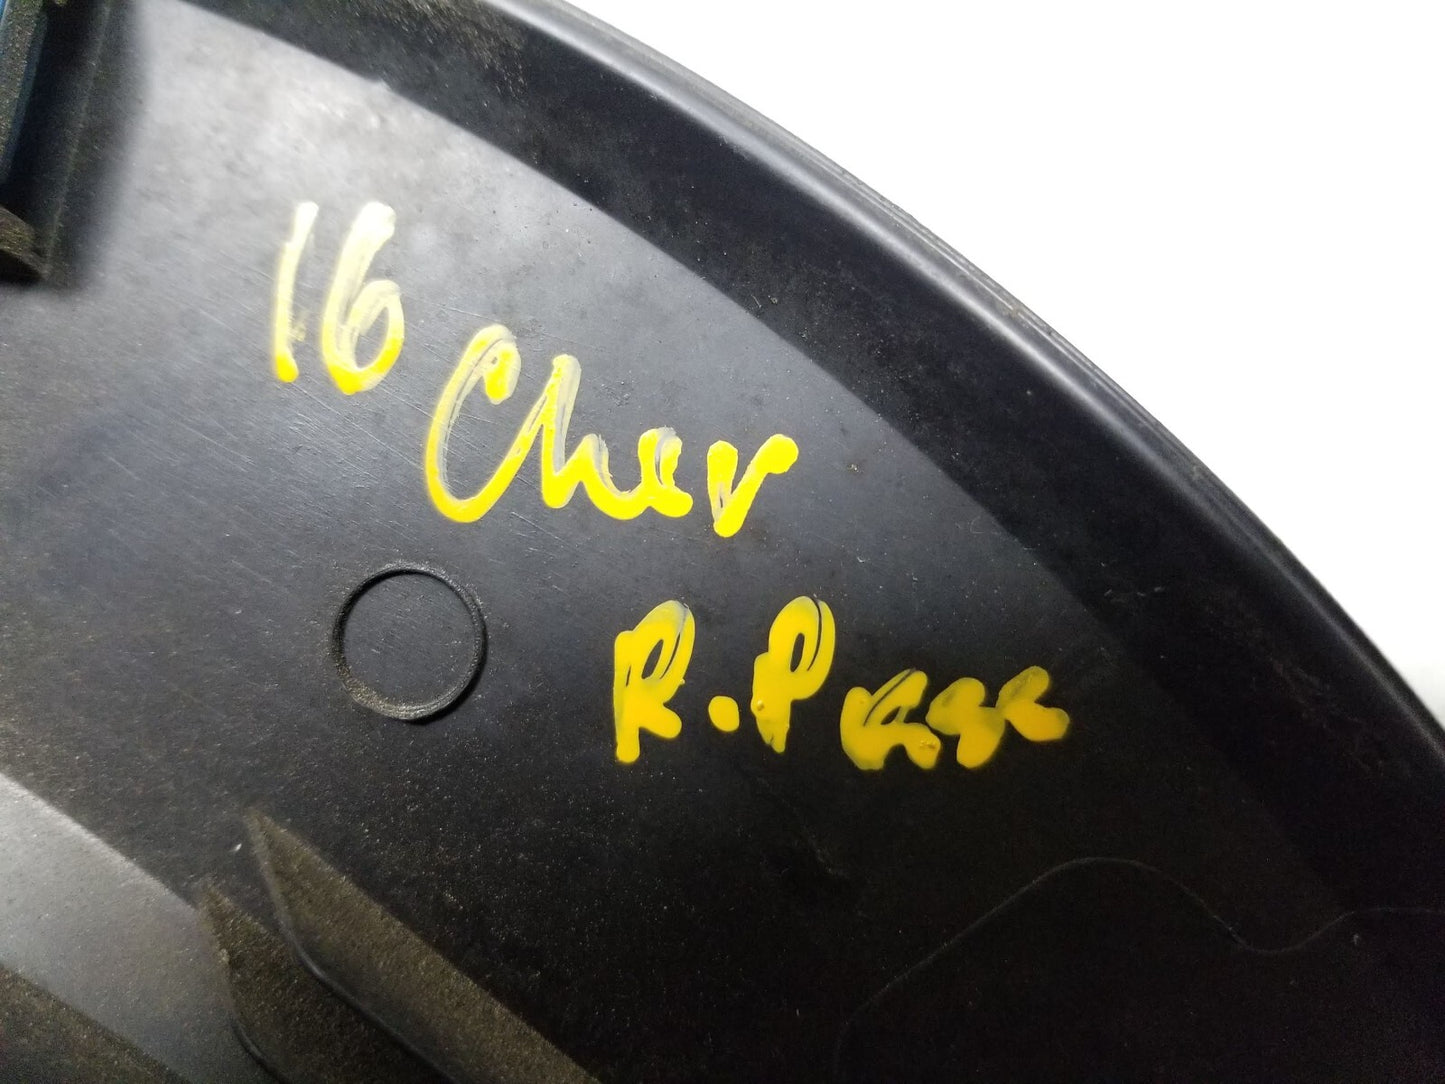 16 Chev
R. Pass